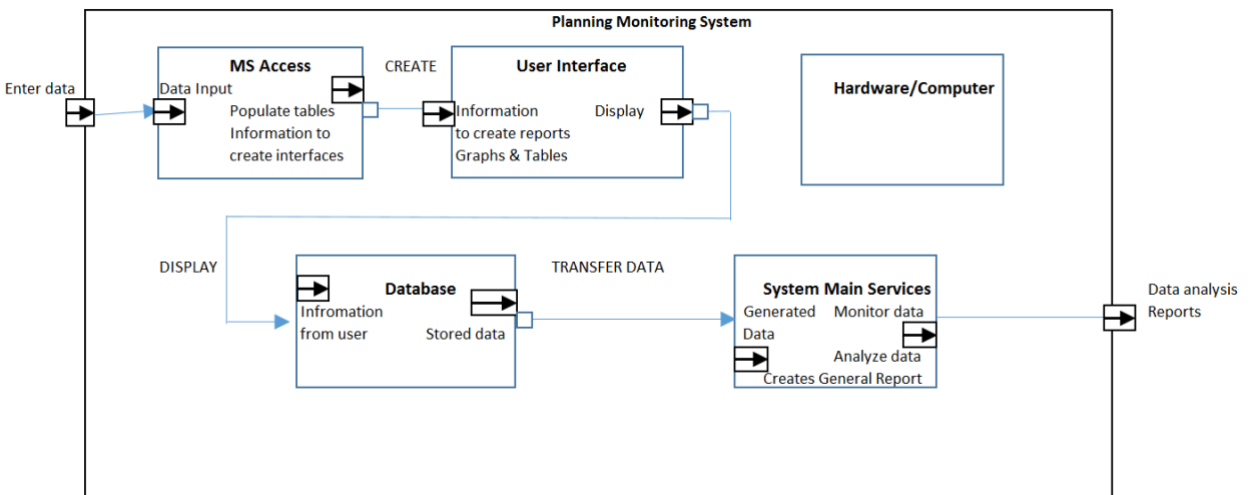 Planning Monitoring System
MS Access
CREATE
User Interface
Hardware/Computer
Enter data
Data Input
Populate tables
Information to
create interfaces
Information
to create reports
Graphs & Tables
Display
DISPLAY
Database
Infromation
from user
Stored data
TRANSFER DATA
System Main Services
Generated
Data
Monitor data
Analyze data
Creates General Report
Data analysis
Reports